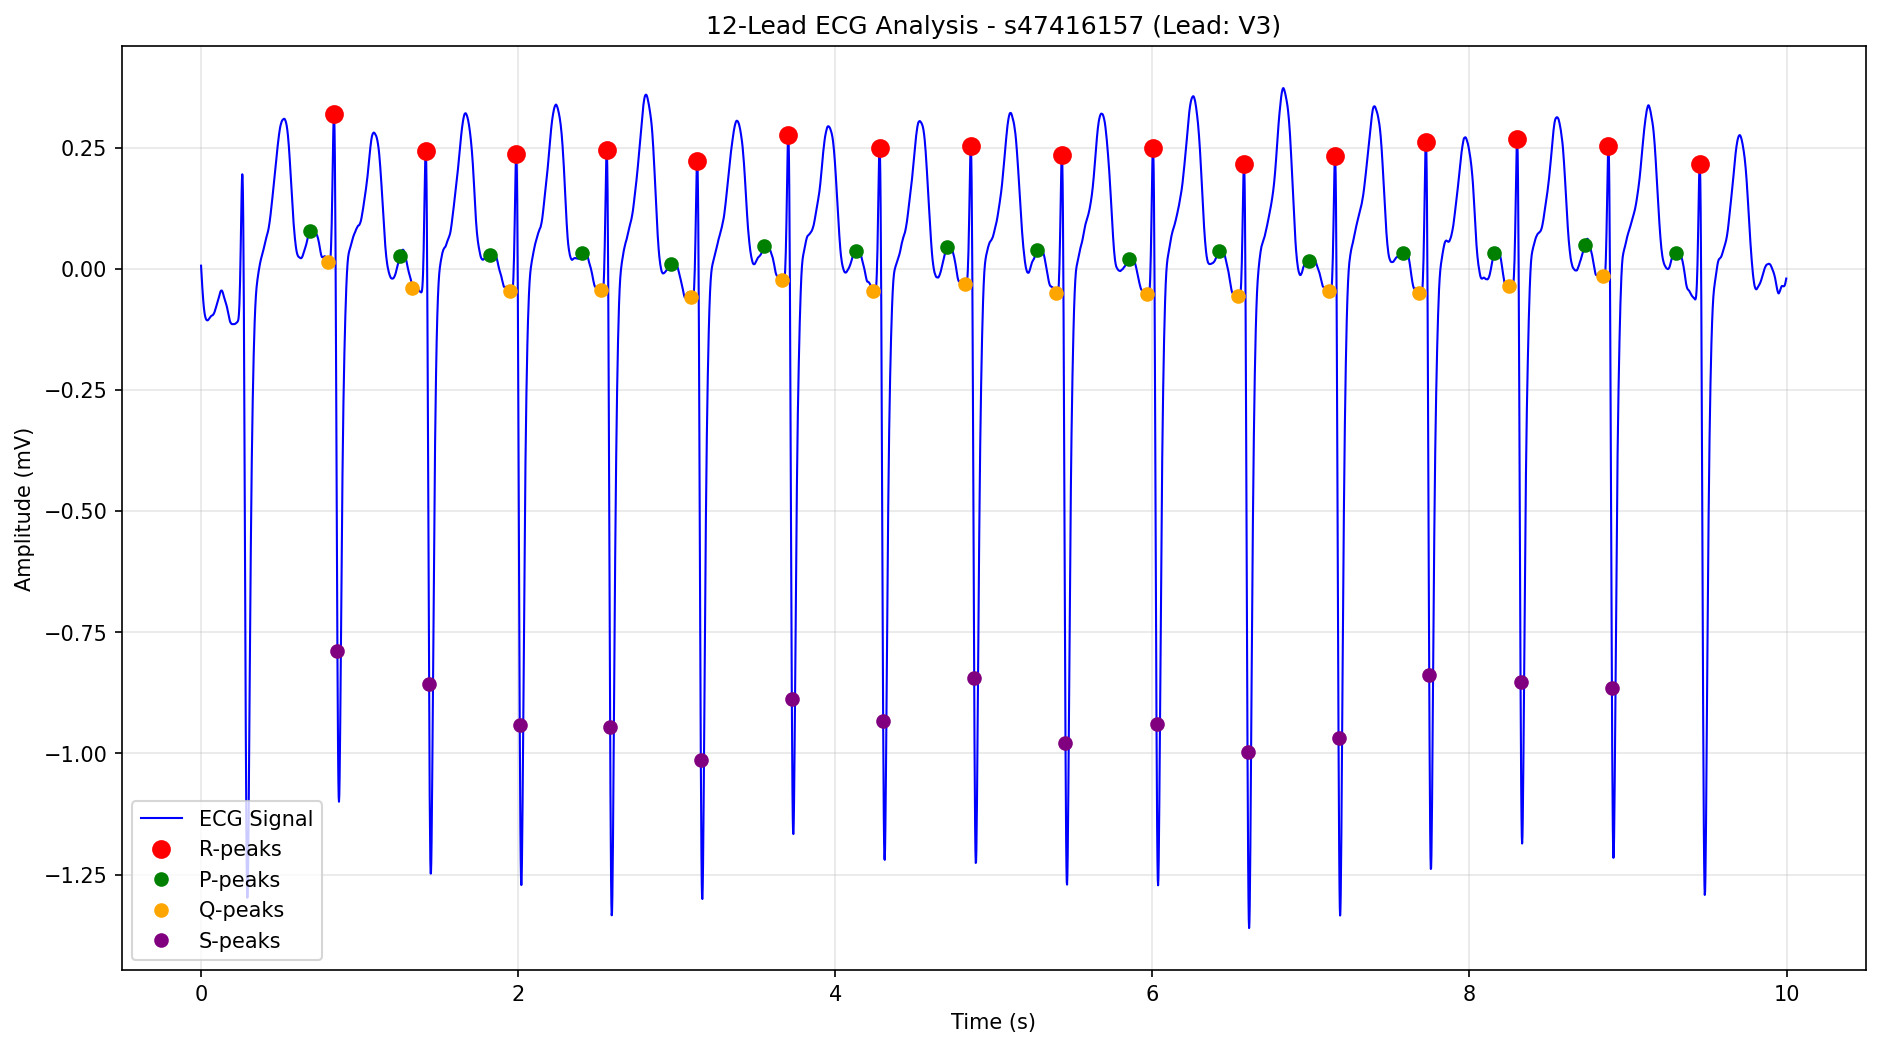 12-Lead ECG Analysis - s47416157 (Lead: V3)
Amplitude (mV)
0.25
0.00
−0.25
−0.50
−0.75
−1.00
−1.25
ECG Signal
R-peaks
P-peaks
Q-peaks
S-peaks
0 2 4 6 8 10
Time (s)